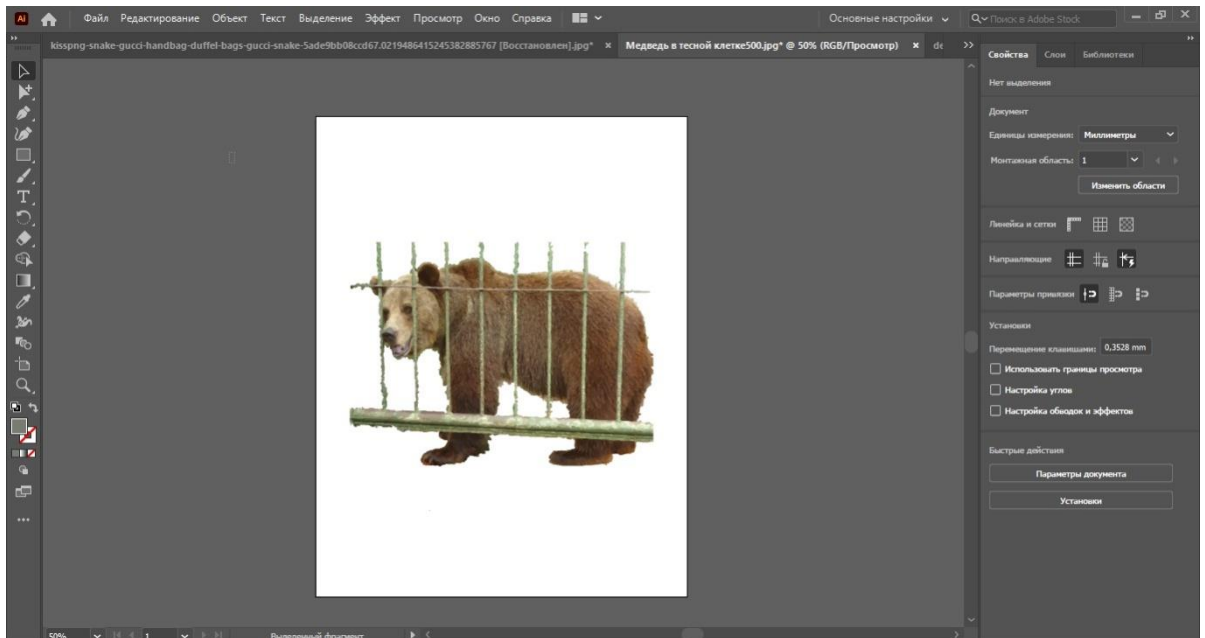 Ai Файл Редактирование Объект Текст Выделение Эффект Просмотр Окно Справка Основные настройки Поиск в Adobe Stock
kisspng-snake-gucci-handbag-duffel-bags-gucci-snake-5ade9bb08ccd67.0219486415245382885767 [Восстановлен].jpg* × Медведь в тесной клетке500.jpg* @ 50% (RGB/Просмотр) ×
Свойства Слои Библиотеки
Нет выделения
Документ
Единицы измерения: Миллиметры
Монтажная область: 1
Изменить области
Линейка и сетки
Направляющие
Параметры привязки
Установки
Перемещение клавишами: 0,3528 mm
Использовать границы просмотра
Настройка углов
Настройка обводок и эффектов
Быстрые действия
Параметры документа
Установки
50% 1 Выделенный фрагмент